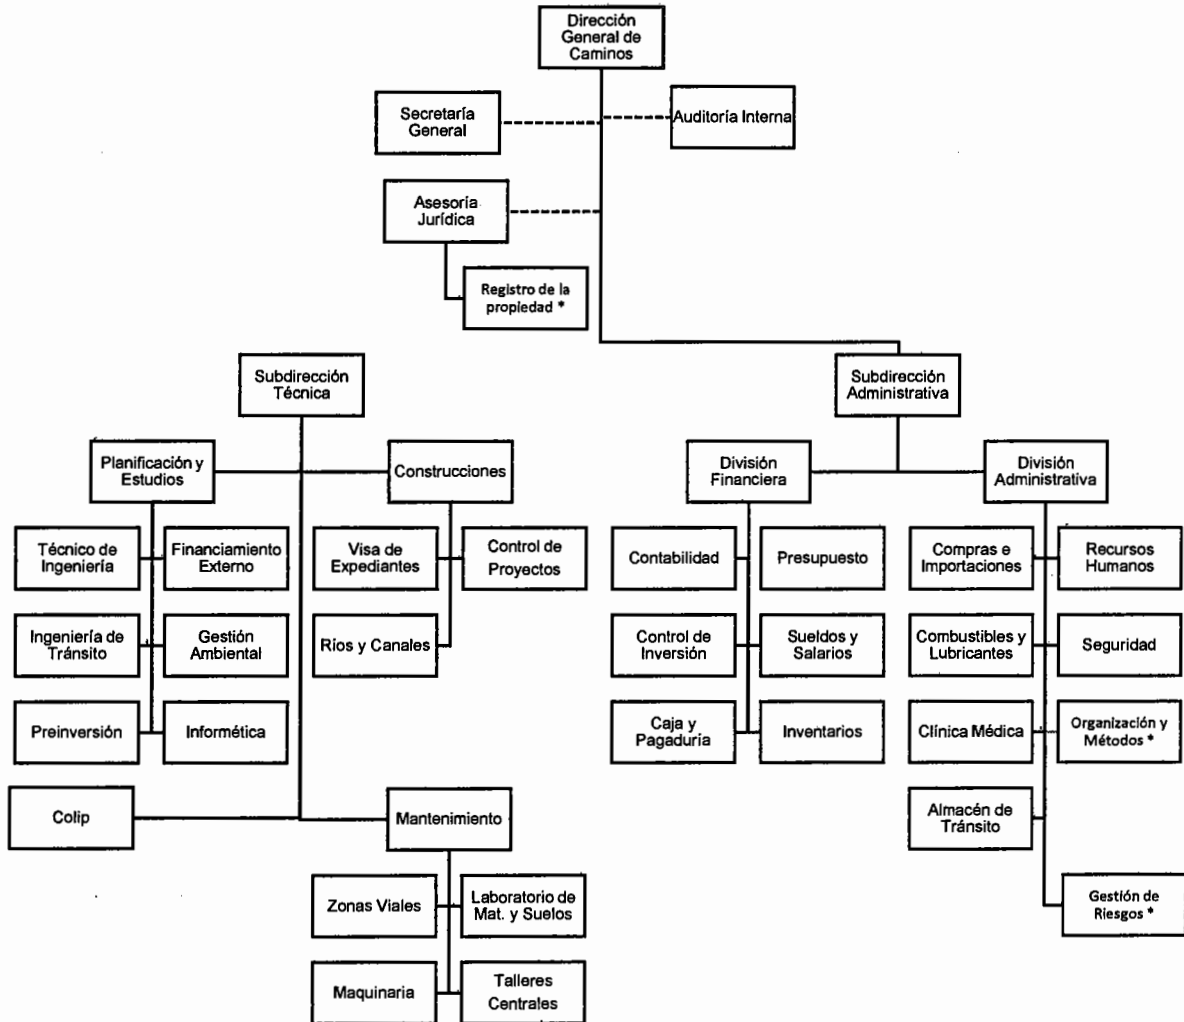 Dirección
General de
Caminos
Secretaría
General
Auditoría Interna
Asesoría
Jurídica
Registro de la
propiedad *
Subdirección
Técnica
Subdirección
Administrativa
Planificación y
Estudios
Construcciones
División
Financiera
División
Administrativa
Técnico de
Ingeniería
Financiamiento
Externo
Visa de
Expediantes
Control de
Proyectos
Contabilidad
Presupuesto
Compras e
Importaciones
Recursos
Humanos
Ingeniería de
Tránsito
Gestión
Ambiental
Ríos y Canales
Control de
Inversión
Sueldos y
Salarios
Combustibles y
Lubricantes
Seguridad
Preinversión
Informática
Caja y
Pagaduría
Inventarios
Clínica Médica
Organización y
Métodos *
Colip
Mantenimiento
Almacén de
Tránsito
Zonas Viales
Laboratorio de
Mat. y Suelos
Gestión de
Riesgos *
Maquinaria
Talleres
Centrales